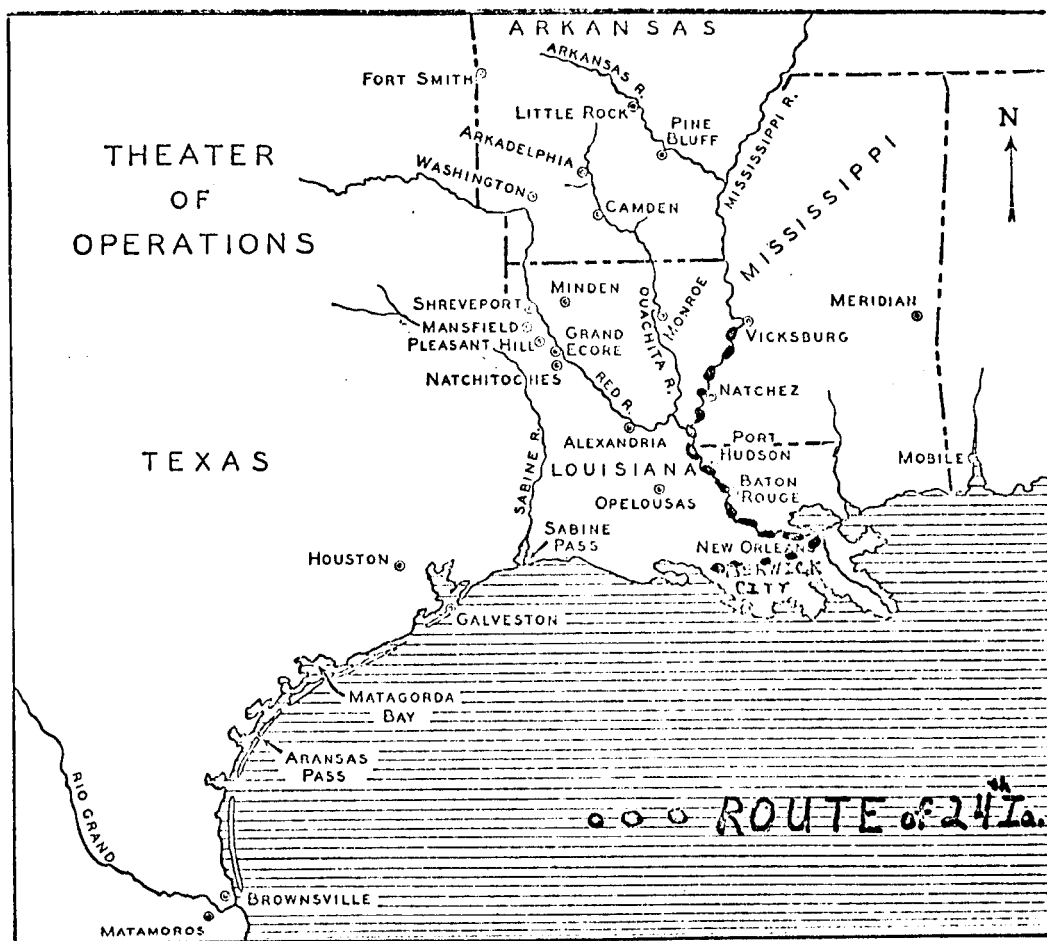 ARKANSAS
ARKANSAS R.
FORT SMITH
LITTLE ROCK
PINE
BLUFF
MISSISSIPPI R.
N
THEATER
OF
OPERATIONS
ARKADELPHIA
WASHINGTON
CAMDEN
MISSISSIPPI
MINDEN
OUACHITA R.
MONROE
MERIDIAN
SHREVEPORT
MANSFIELD
PLEASANT HILL
GRAND
ECORE
VICKSBURG
NATCHITOCHES
RED R.
NATCHEZ
TEXAS
SABINE R.
ALEXANDRIA
LOUISIANA
PORT
HUDSON
MOBILE
OPELOUSAS
BATON
ROUGE
HOUSTON
SABINE
PASS
NEW ORLEANS
BERWICK
CITY
GALVESTON
MATAGORDA
BAY
ARANSAS
PASS
RIO GRAND
ROUTE of 24th Ia.
BROWNSVILLE
MATAMOROS